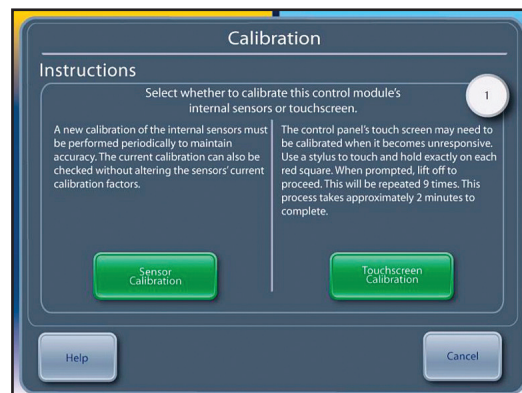 Calibration
Instructions
1
Select whether to calibrate this control module's
internal sensors or touchscreen.
A new calibration of the internal sensors must
be performed periodically to maintain
accuracy. The current calibration can also be
checked without altering the sensors' current
calibration factors.
The control panel's touch screen may need to
be calibrated when it becomes unresponsive.
Use a stylus to touch and hold exactly on each
red square. When prompted, lift off to
proceed. This will be repeated 9 times. This
process takes approximately 2 minutes to
complete.
Sensor
Calibration
Touchscreen
Calibration
Help
Cancel